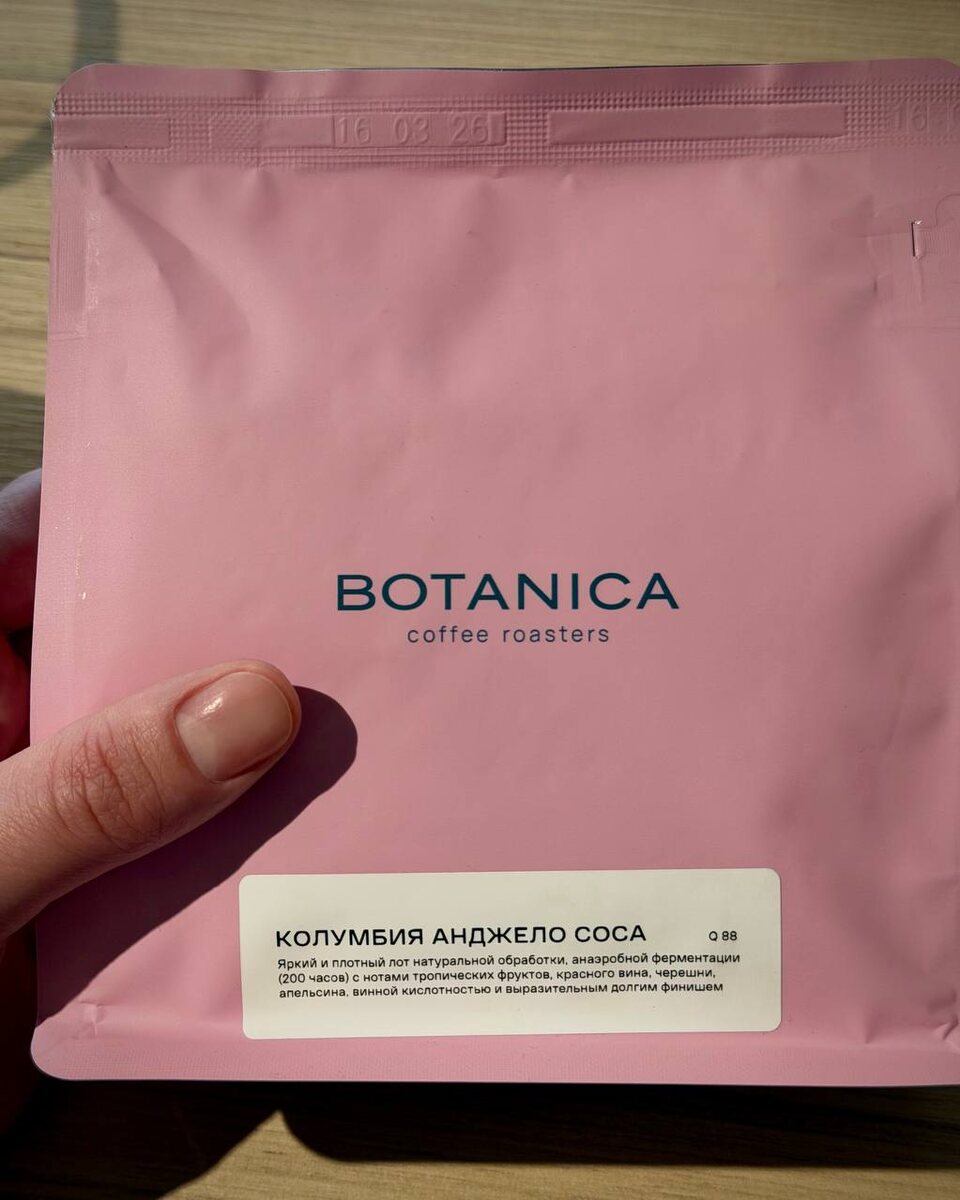 16 03 26
16
BOTANICA
coffee roasters
КОЛУМБИЯ АНДЖЕЛО СОСА Q 88
Яркий и плотный лот натуральной обработки, анаэробной ферментации
(200 часов) с нотами тропических фруктов, красного вина, черешни,
апельсина, винной кислотностью и выразительным долгим финишем